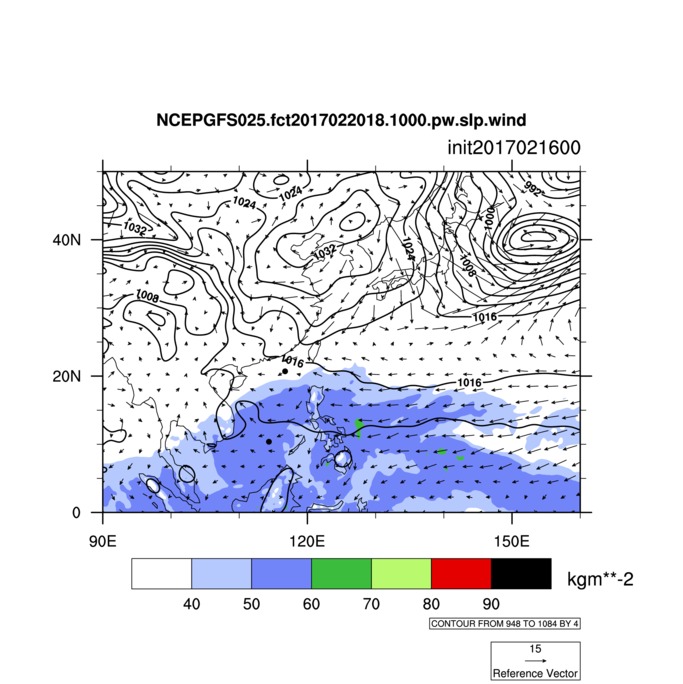 NCEPGFS025.fct2017022018.1000.pw.slp.wind
init2017021600
992
1024
1024
1000
1032
40N
1032
1024
1008
1008
1016
1016
20N
1016
0
90E 120E 150E
kgm**-2
40 50 60 70 80 90
CONTOUR FROM 948 TO 1084 BY 4
15
Reference Vector